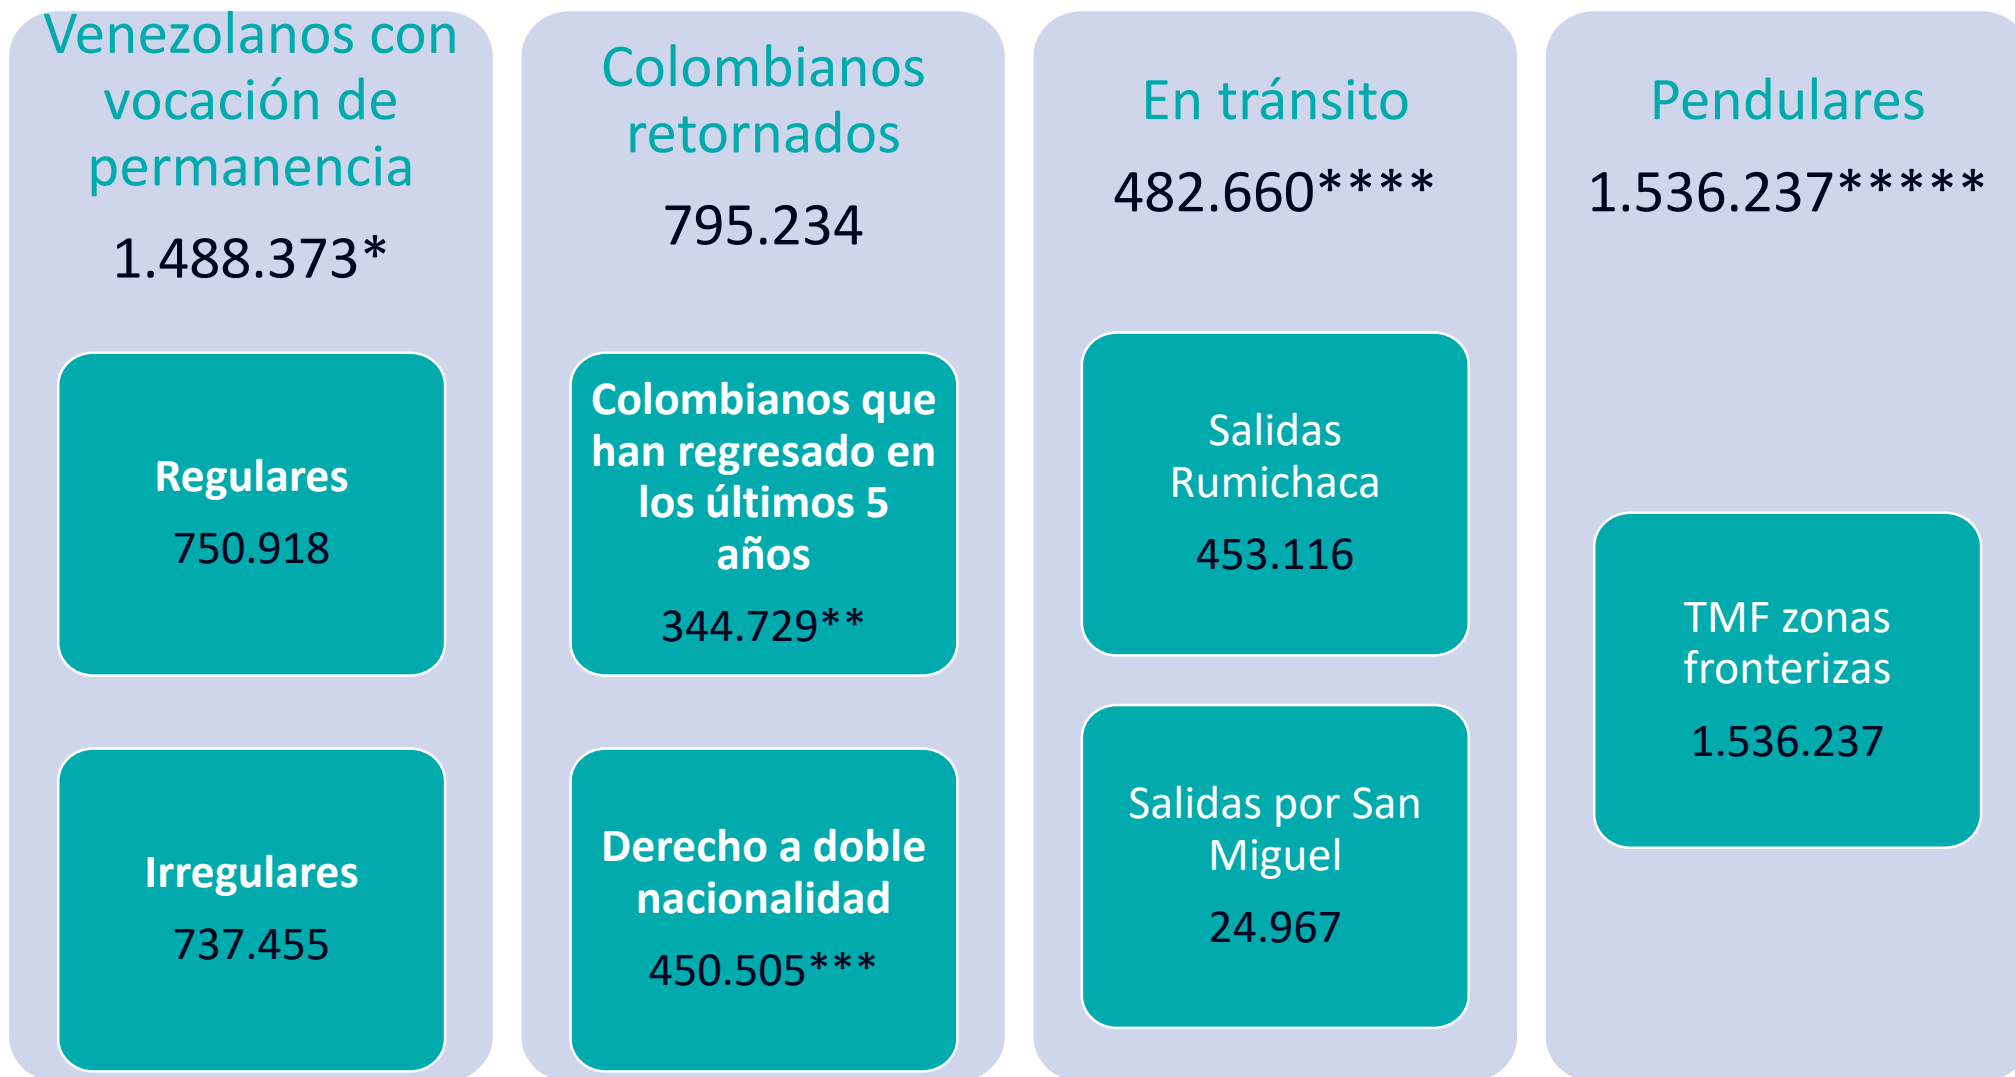 Venezolanos con
vocación de
permanencia
1.488.373*
Regulares
750.918
Irregulares
737.455
Colombianos
retornados
795.234
Colombianos que
han regresado en
los últimos 5
años
344.729**
Derecho a doble
nacionalidad
450.505***
En tránsito
482.660****
Salidas
Rumichaca
453.116
Salidas por San
Miguel
24.967
Pendulares
1.536.237*****
TMF zonas
fronterizas
1.536.237